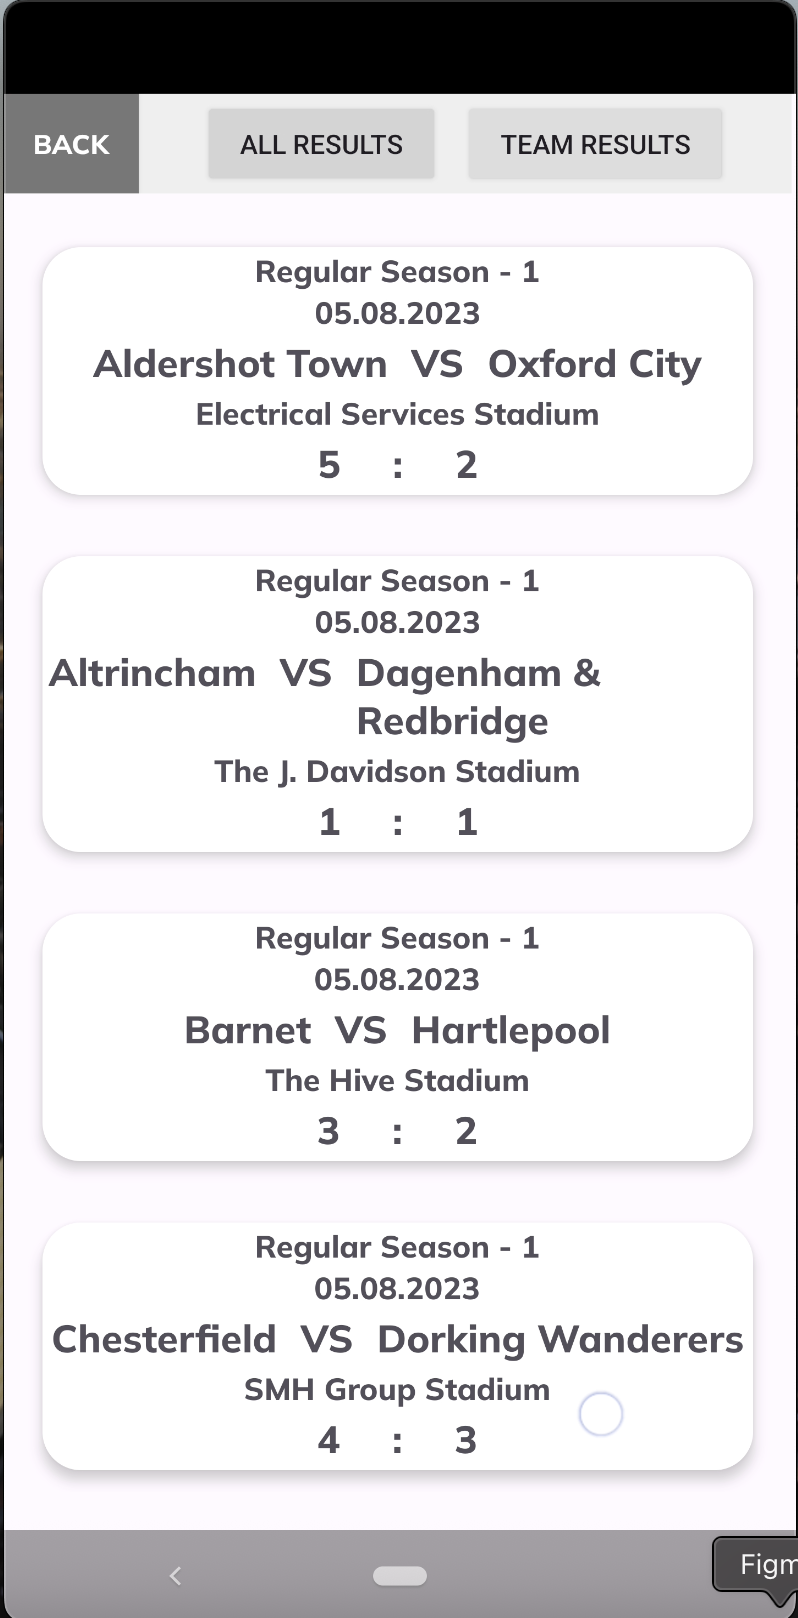 BACK ALL RESULTS TEAM RESULTS
Regular Season - 1
05.08.2023
Aldershot Town VS Oxford City
Electrical Services Stadium
5 : 2
Regular Season - 1
05.08.2023
Altrincham VS Dagenham &
Redbridge
The J. Davidson Stadium
1 : 1
Regular Season - 1
05.08.2023
Barnet VS Hartlepool
The Hive Stadium
3 : 2
Regular Season - 1
05.08.2023
Chesterfield VS Dorking Wanderers
SMH Group Stadium
4 : 3